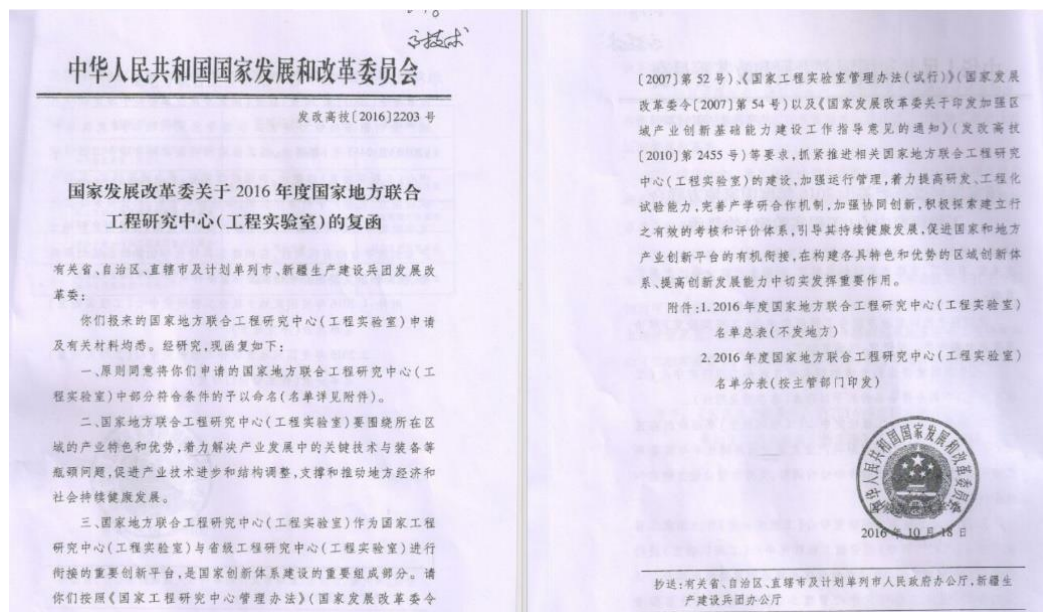 中华人民共和国国家发展和改革委员会
发改高技[2016]2203 号
国家发展改革委关于 2016 年度国家地方联合
工程研究中心(工程实验室)的复函
有关省、自治区、直辖市及计划单列市、新疆生产建设兵团发展改
革委:
你们报来的国家地方联合工程研究中心(工程实验室)申请
及有关材料均悉。经研究,现函复如下:
一、原则同意将你们申请的国家地方联合工程研究中心(工
程实验室)中部分符合条件的予以命名(名单详见附件)。
二、国家地方联合工程研究中心(工程实验室)要围绕所在区
域的产业特色和优势,着力解决产业发展中的关键技术与装备等
瓶颈问题,促进产业技术进步和结构调整,支撑和推动地方经济和
社会持续健康发展。
三、国家地方联合工程研究中心(工程实验室)作为国家工程
研究中心(工程实验室)与省级工程研究中心(工程实验室)进行
衔接的重要创新平台,是国家创新体系建设的重要组成部分。请
你们按照《国家工程研究中心管理办法》(国家发展改革委令
[2007]第 52 号)、《国家工程实验室管理办法(试行)》(国家发展
改革委令[2007]第 54 号)以及《国家发展改革委关于印发加强区
域产业创新基础能力建设工作指导意见的通知》(发改高技
[2010]第 2455 号)等要求,抓紧推进相关国家地方联合工程研究
中心(工程实验室)的建设,加强运行管理,着力提高研发、工程化
试验能力,完善产学研合作机制,加强协同创新,积极探索建立行
之有效的考核和评价体系,引导其持续健康发展,促进国家和地方
产业创新平台的有机衔接,在构建各具特色和优势的区域创新体
系、提高创新发展能力中切实发挥重要作用。
附件:1.2016 年度国家地方联合工程研究中心(工程实验室)
名单总表(不发地方)
2.2016 年度国家地方联合工程研究中心(工程实验室)
名单分表(按主管部门印发)
中华人民共和国国家发展和改革委员会
2016 年 10 月 18 日
抄送:有关省、自治区、直辖市及计划单列市人民政府办公厅,新疆生
产建设兵团办公厅